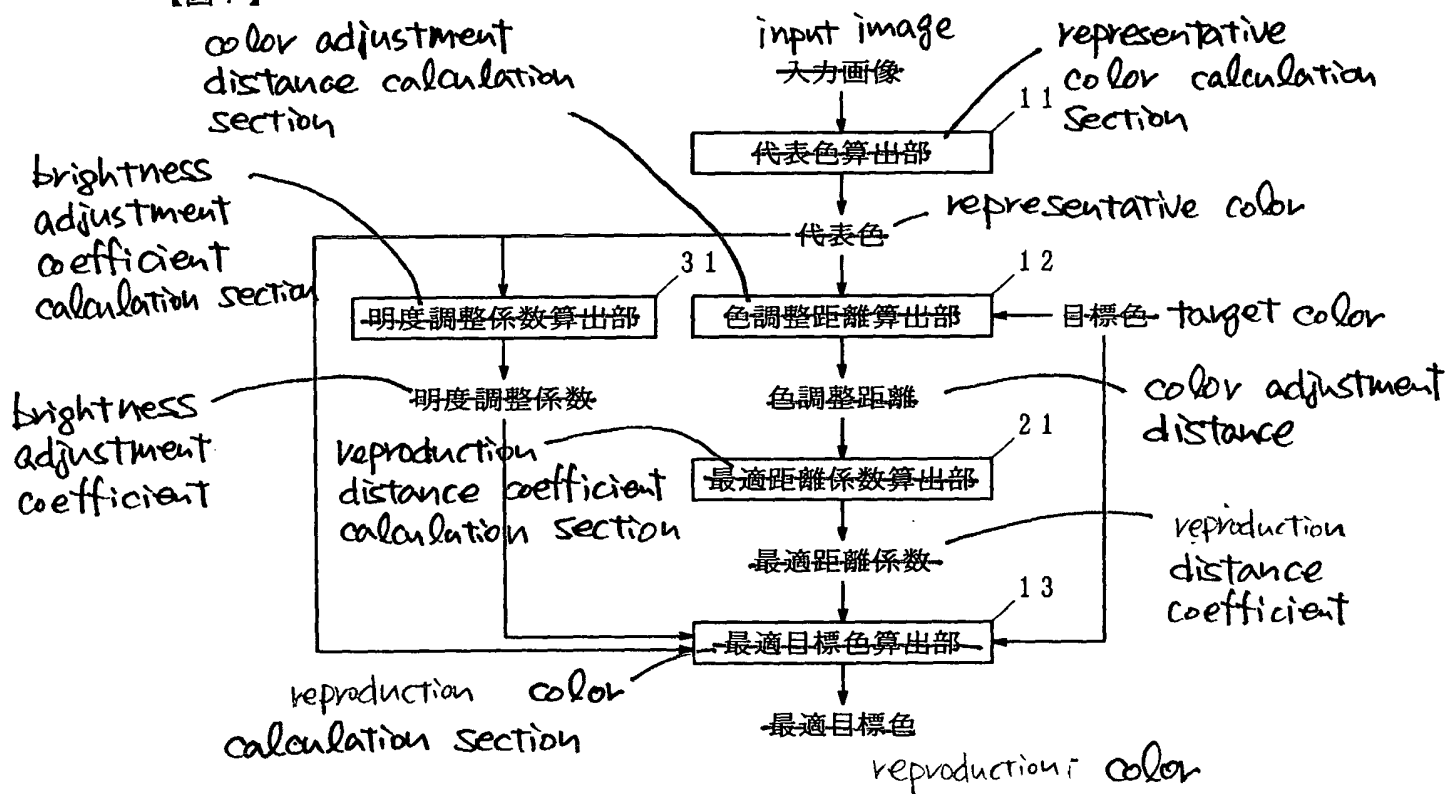 color adjustment
distance calculation
section
input image
入力画像
representative
color calculation
section
11
代表色算出部
brightness
adjustment
coefficient
calculation section
代表色
representative color
31
明度調整係数算出部
12
色調整距離算出部
目標色
target color
brightness
adjustment
coefficient
明度調整係数
色調整距離
color adjustment
distance
reproduction
distance coefficient
calculation section
21
最適距離係数算出部
最適距離係数
reproduction
distance
coefficient
13
最適目標色算出部
reproduction color
calculation section
最適目標色
reproduction color